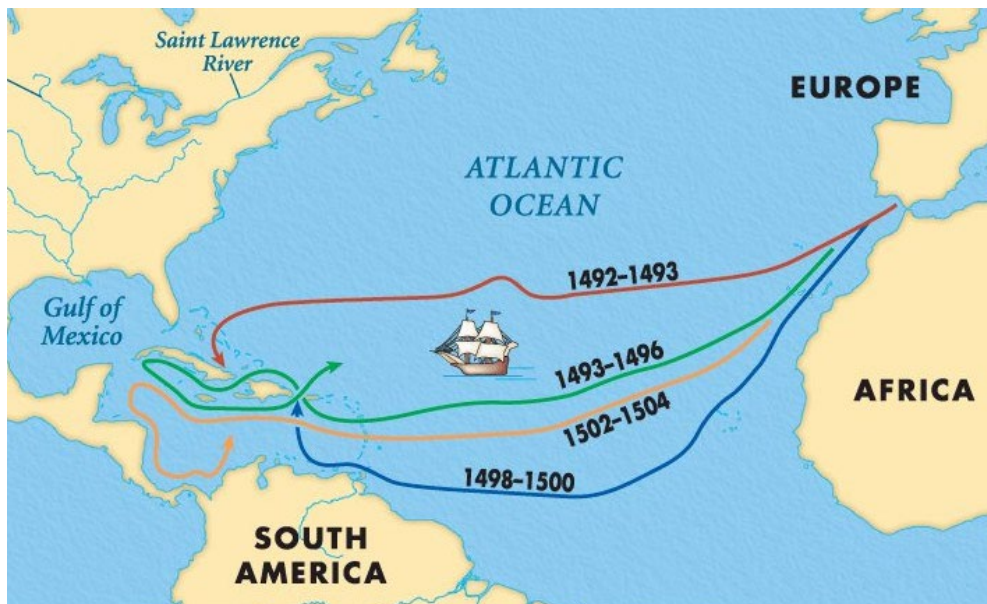 Saint Lawrence
River
EUROPE
ATLANTIC
OCEAN
1492–1493
Gulf of
Mexico
1493–1496
AFRICA
1502–1504
1498–1500
SOUTH
AMERICA